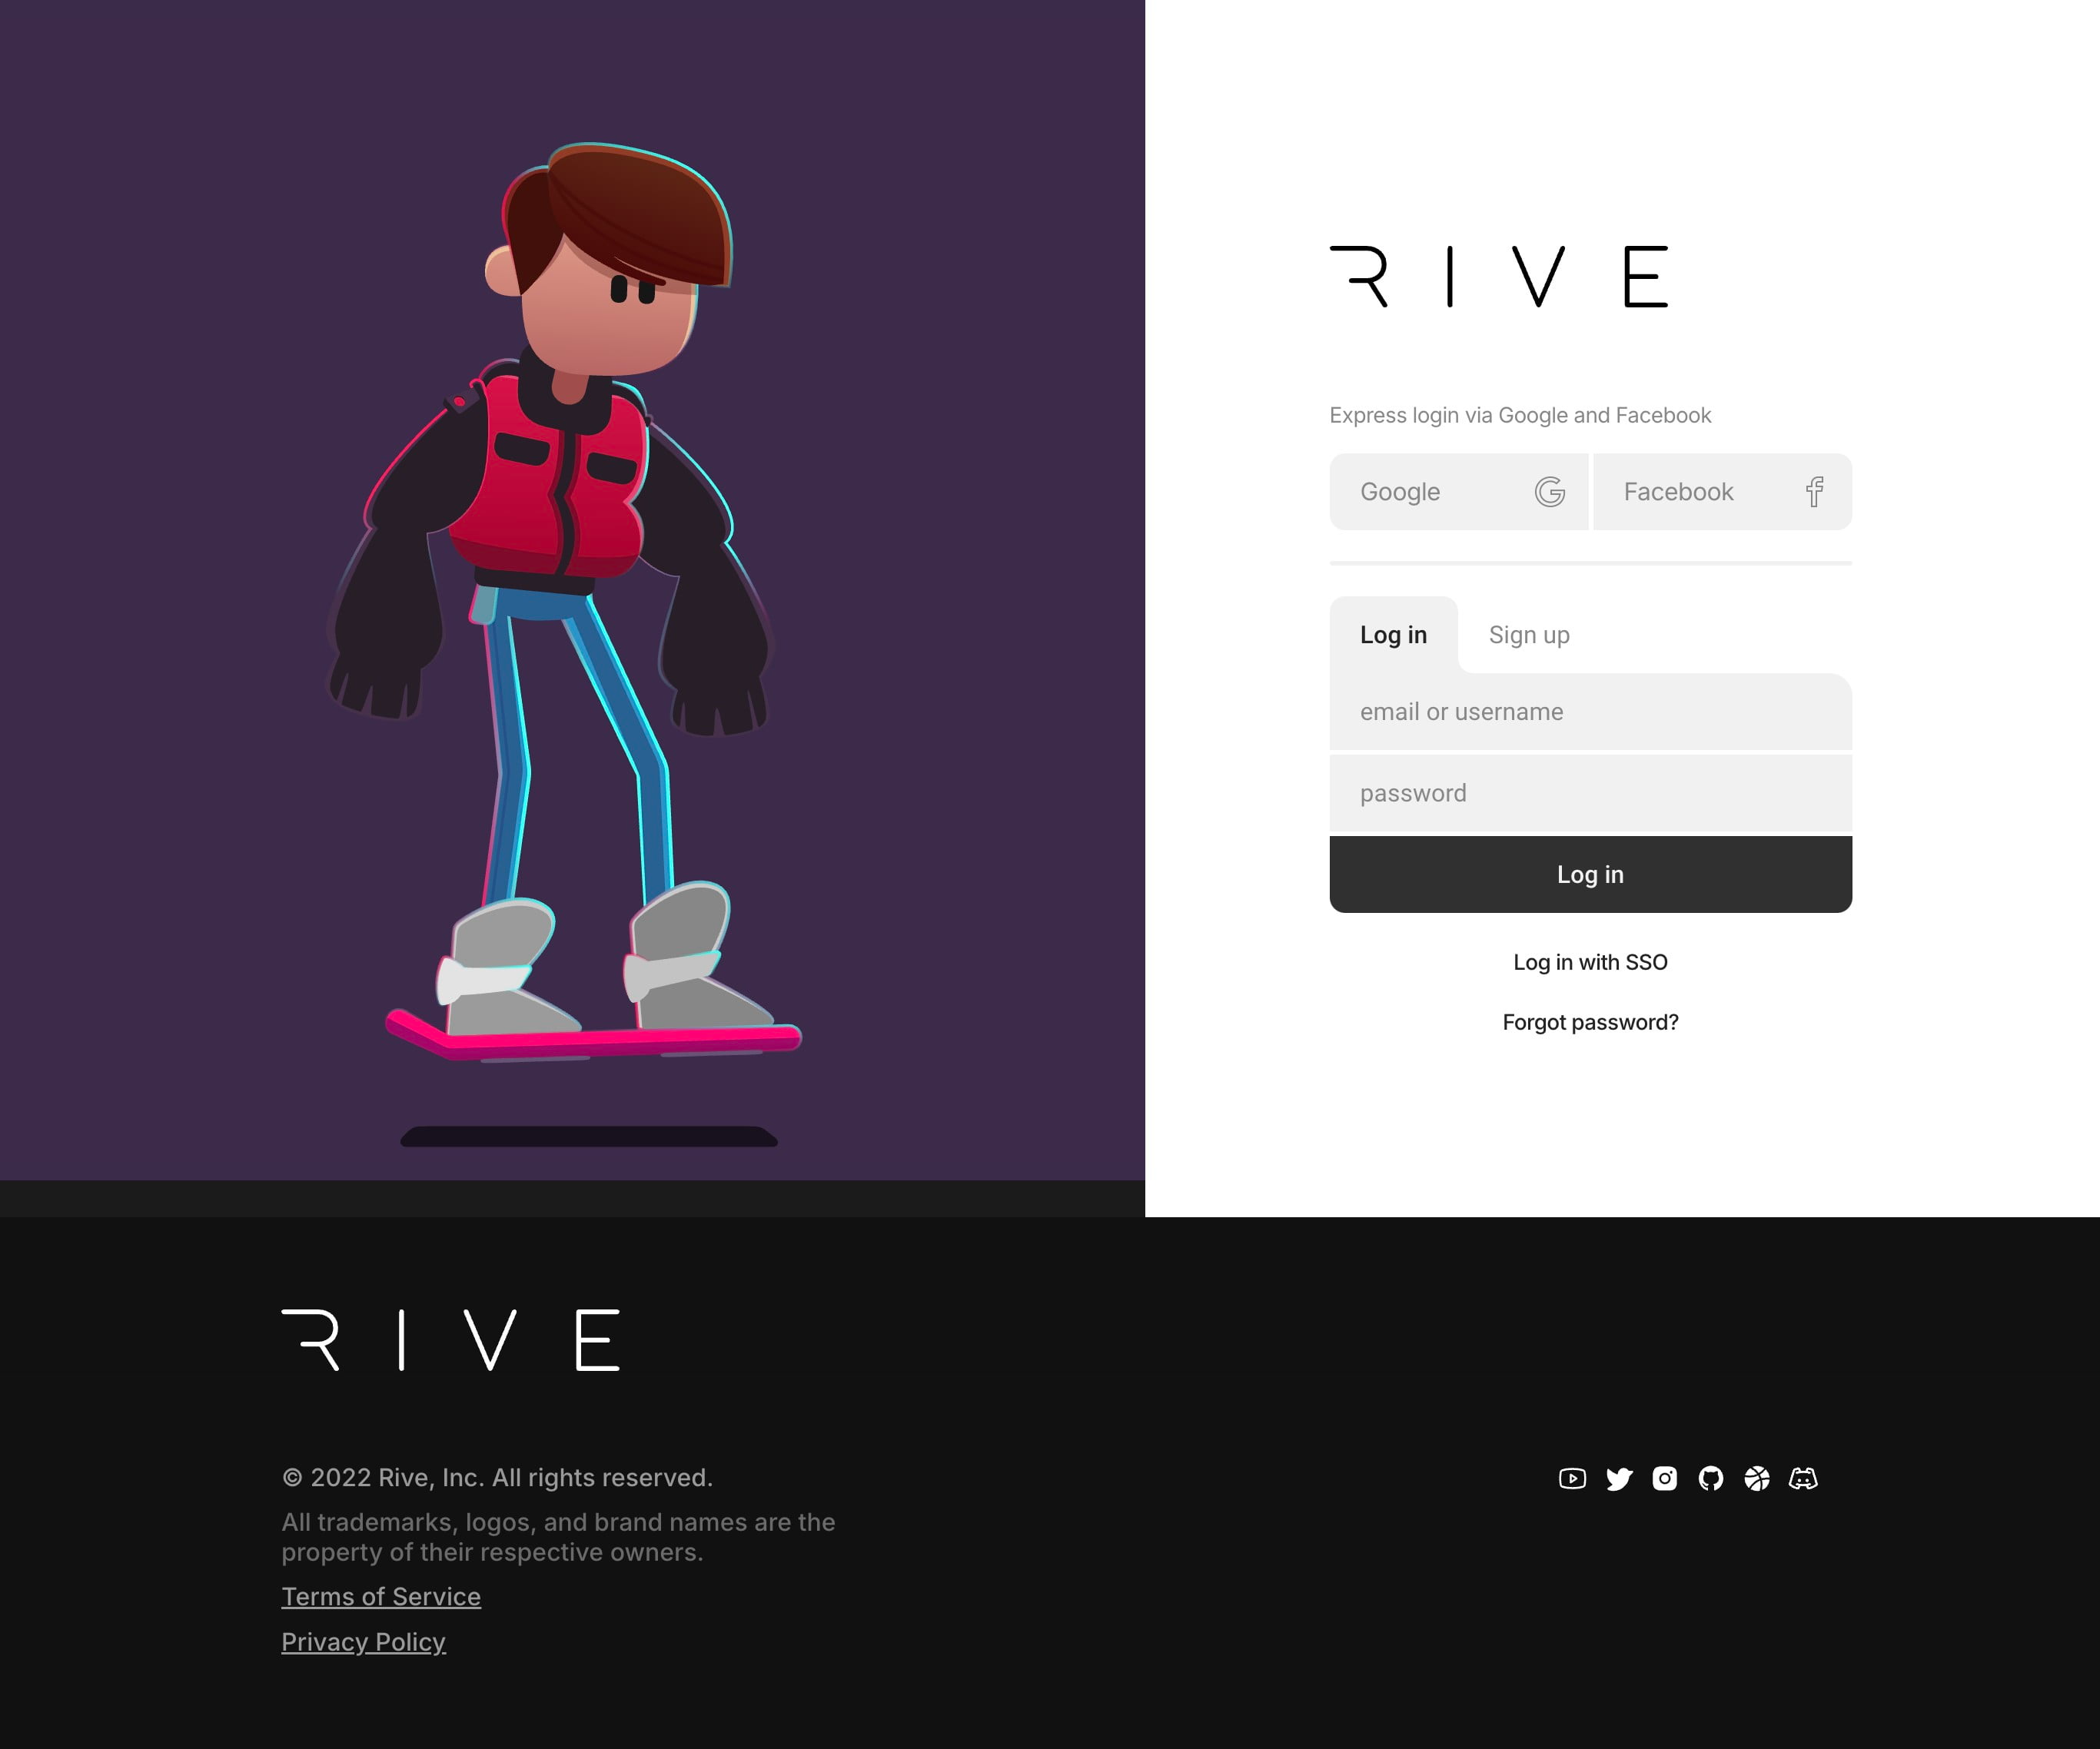 RIVE
Express login via Google and Facebook
Google
Facebook
Log in
Sign up
email or username
password
Log in
Log in with SSO
Forgot password?
RIVE
© 2022 Rive, Inc. All rights reserved.
All trademarks, logos, and brand names are the
property of their respective owners.
Terms of Service
Privacy Policy